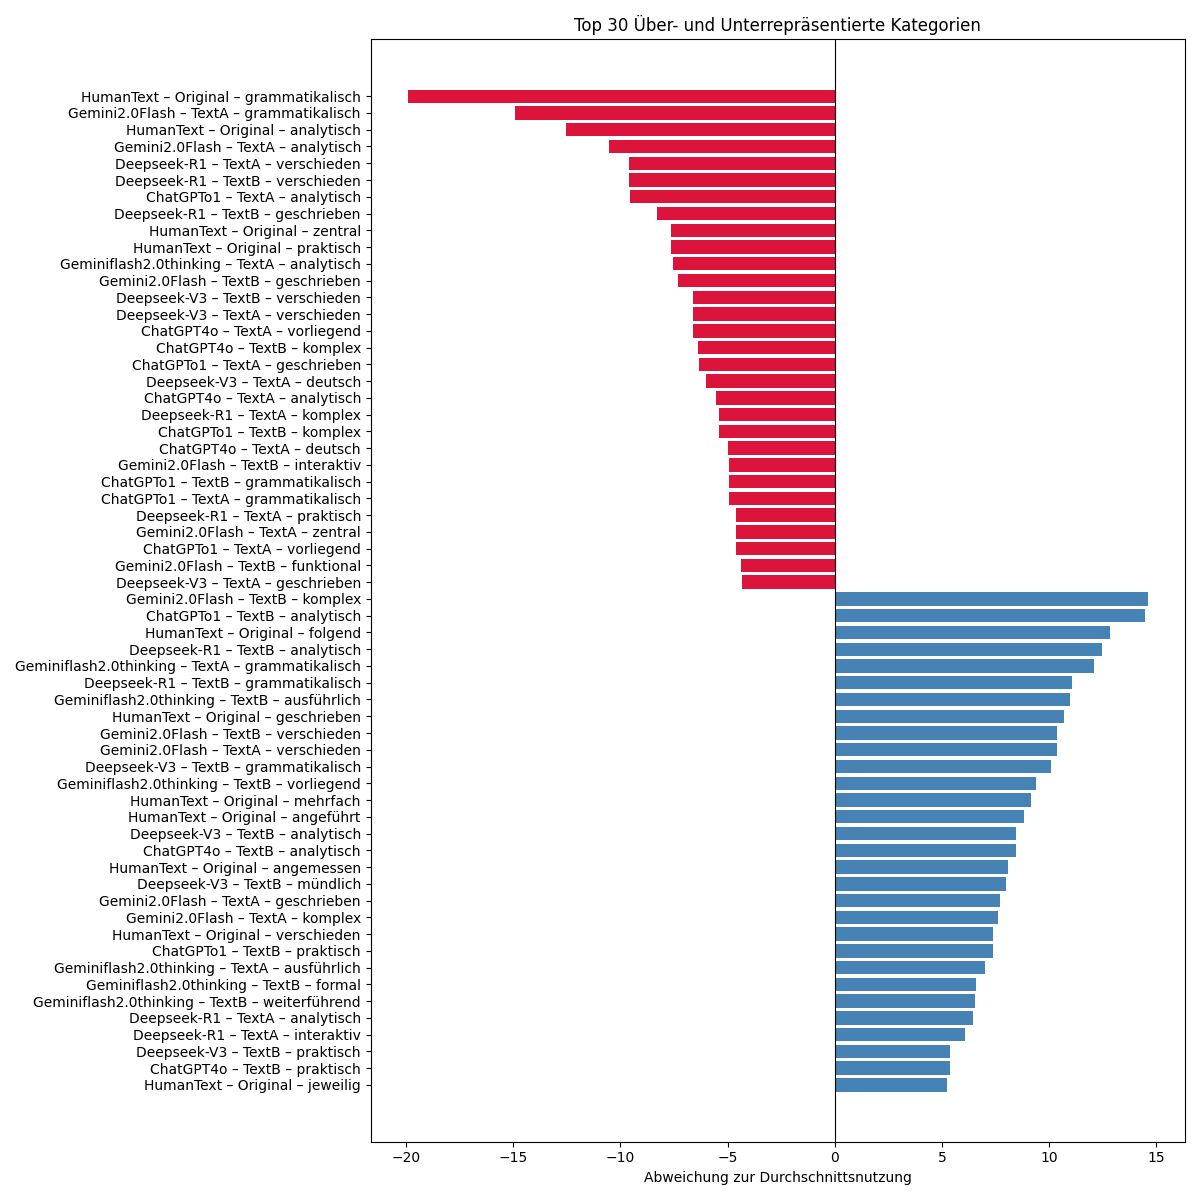 Top 30 Über- und Unterrepräsentierte Kategorien
HumanText – Original – grammatikalisch
Gemini2.0Flash – TextA – grammatikalisch
HumanText – Original – analytisch
Gemini2.0Flash – TextA – analytisch
Deepseek-R1 – TextA – verschieden
Deepseek-R1 – TextB – verschieden
ChatGPTo1 – TextA – analytisch
Deepseek-R1 – TextB – geschrieben
HumanText – Original – zentral
HumanText – Original – praktisch
Geminiflash2.0thinking – TextA – analytisch
Gemini2.0Flash – TextB – geschrieben
Deepseek-V3 – TextB – verschieden
Deepseek-V3 – TextA – verschieden
ChatGPT4o – TextA – vorliegend
ChatGPT4o – TextB – komplex
ChatGPTo1 – TextA – geschrieben
Deepseek-V3 – TextA – deutsch
ChatGPT4o – TextA – analytisch
Deepseek-R1 – TextA – komplex
ChatGPTo1 – TextB – komplex
ChatGPT4o – TextA – deutsch
Gemini2.0Flash – TextB – interaktiv
ChatGPTo1 – TextB – grammatikalisch
ChatGPTo1 – TextA – grammatikalisch
Deepseek-R1 – TextA – praktisch
Gemini2.0Flash – TextA – zentral
ChatGPTo1 – TextA – vorliegend
Gemini2.0Flash – TextB – funktional
Deepseek-V3 – TextA – geschrieben
Gemini2.0Flash – TextB – komplex
ChatGPTo1 – TextB – analytisch
HumanText – Original – folgend
Deepseek-R1 – TextB – analytisch
Geminiflash2.0thinking – TextA – grammatikalisch
Deepseek-R1 – TextB – grammatikalisch
Geminiflash2.0thinking – TextB – ausführlich
HumanText – Original – geschrieben
Gemini2.0Flash – TextB – verschieden
Gemini2.0Flash – TextA – verschieden
Deepseek-V3 – TextB – grammatikalisch
Geminiflash2.0thinking – TextB – vorliegend
HumanText – Original – mehrfach
HumanText – Original – angeführt
Deepseek-V3 – TextB – analytisch
ChatGPT4o – TextB – analytisch
HumanText – Original – angemessen
Deepseek-V3 – TextB – mündlich
Gemini2.0Flash – TextA – geschrieben
Gemini2.0Flash – TextA – komplex
HumanText – Original – verschieden
ChatGPTo1 – TextB – praktisch
Geminiflash2.0thinking – TextA – ausführlich
Geminiflash2.0thinking – TextB – formal
Geminiflash2.0thinking – TextB – weiterführend
Deepseek-R1 – TextA – analytisch
Deepseek-R1 – TextA – interaktiv
Deepseek-V3 – TextB – praktisch
ChatGPT4o – TextB – praktisch
HumanText – Original – jeweilig
−20 −15 −10 −5 0 5 10 15
Abweichung zur Durchschnittsnutzung